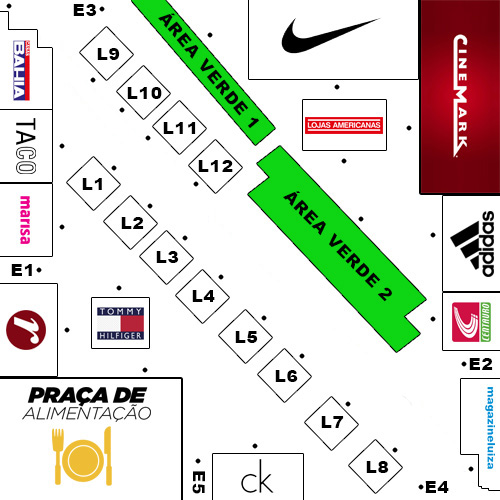 E3
CASAS
BAHIA
TACO
marisa
E1
r
TOMMY
HILFIGER
PRAÇA DE
ALIMENTAÇÃO
L9
L10
L11
L12
L1
L2
L3
L4
L5
L6
L7
L8
ÁREA VERDE 1
ÁREA VERDE 2
LOJAS AMERICANAS
CINEMARK
adidas
CENTAURO
E2
magazineluiza
E4
E5
ck